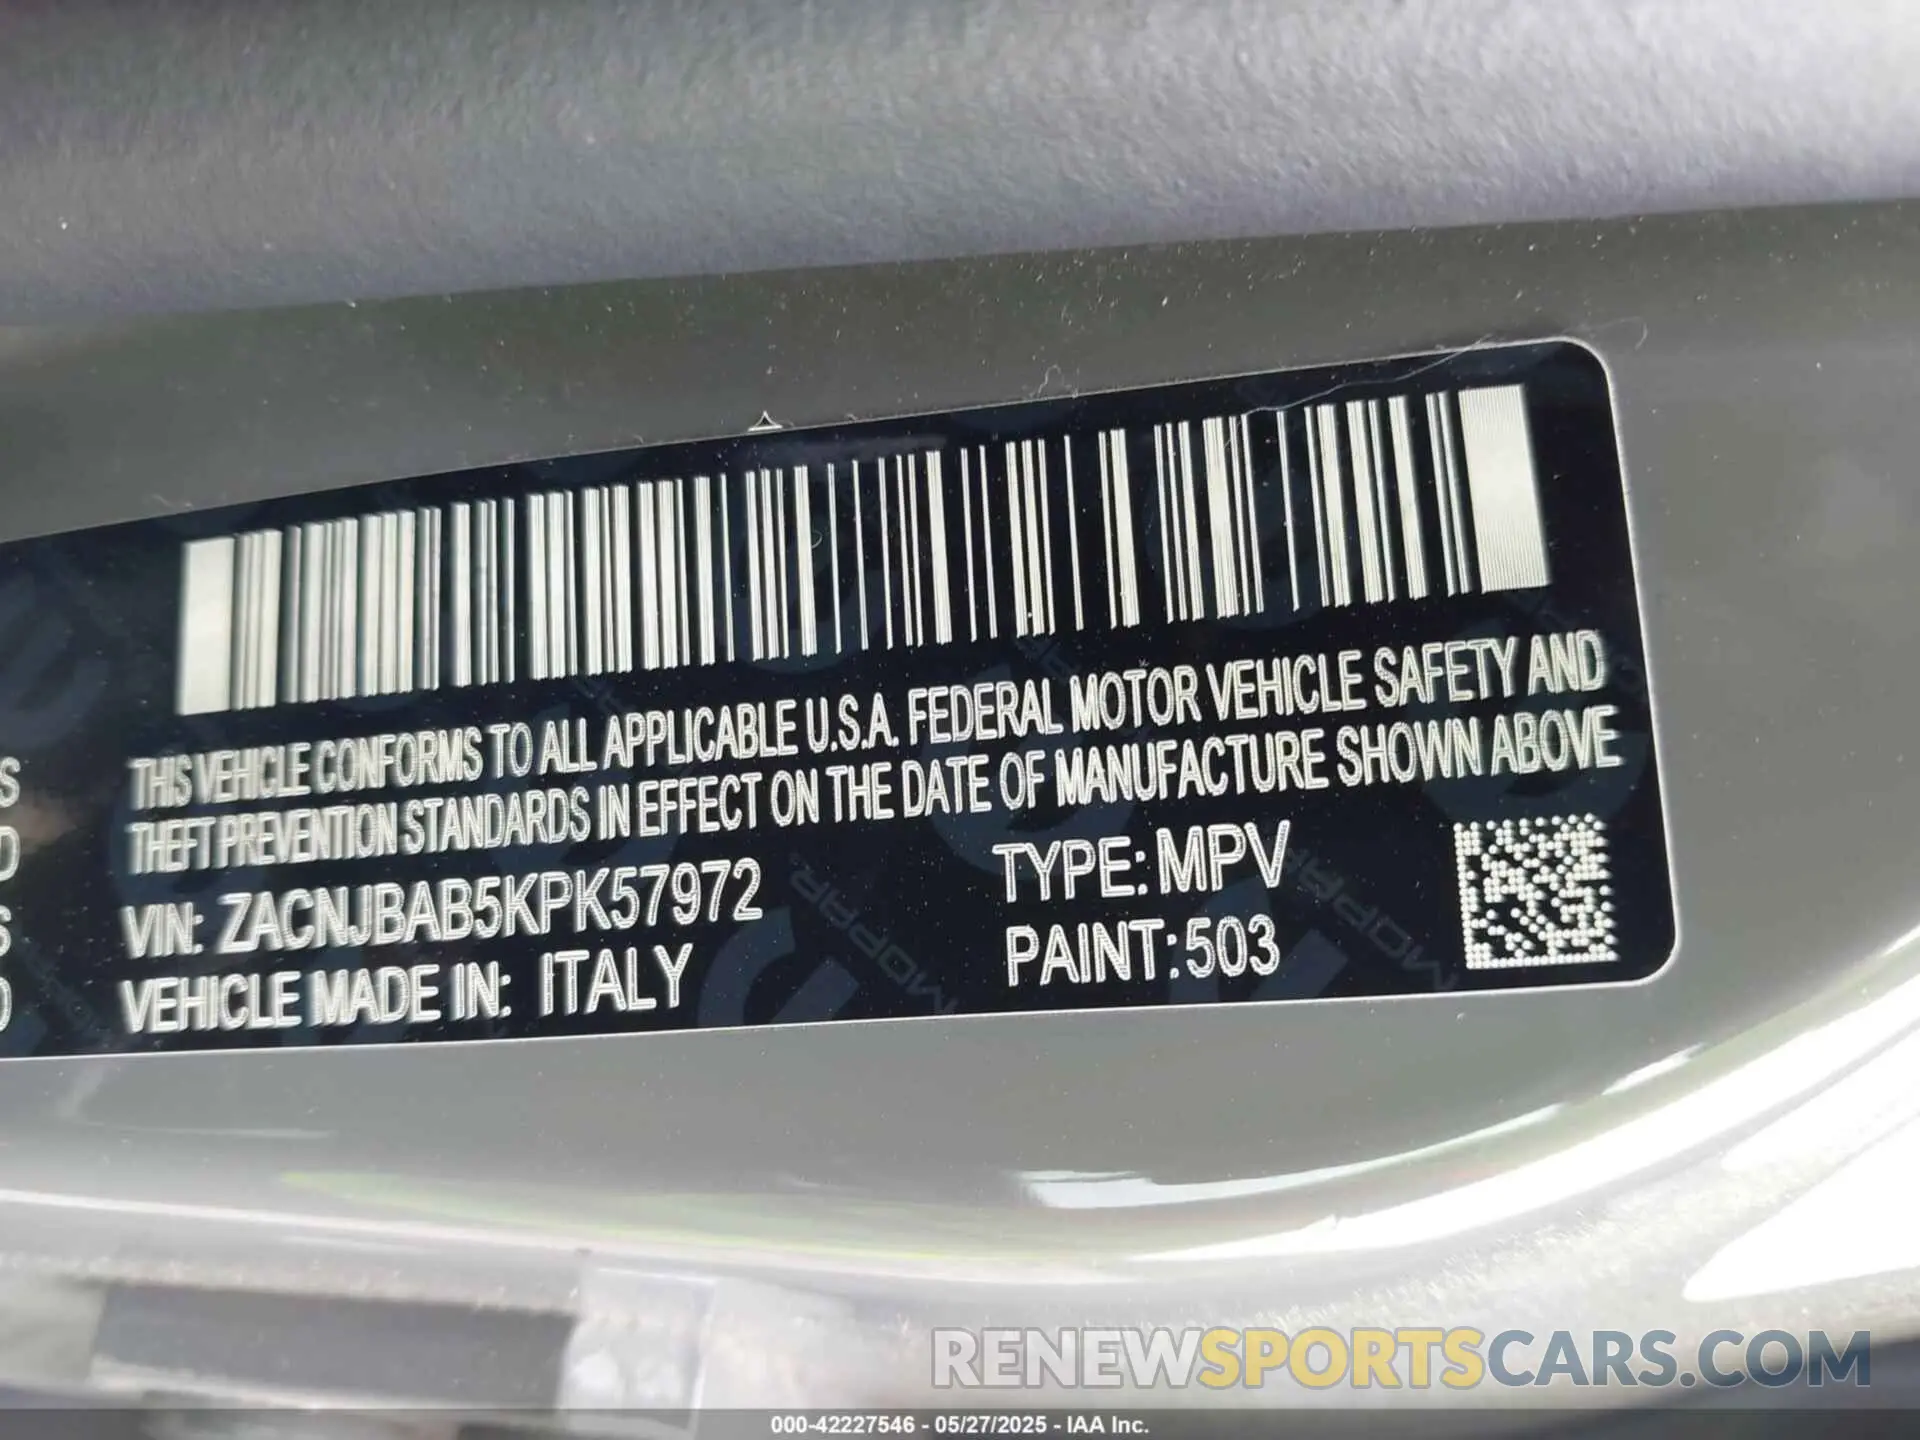 THIS VEHICLE CONFORMS TO ALL APPLICABLE U.S.A. FEDERAL MOTOR VEHICLE SAFETY AND
THEFT PREVENTION STANDARDS IN EFFECT ON THE DATE OF MANUFACTURE SHOWN ABOVE
VIN: ZACNJBAB5KPK57972 TYPE: MPV
VEHICLE MADE IN: ITALY PAINT: 503
MOPAR
MOPAR
RENEWSPORTSCARS.COM
000-42227546 - 05/27/2025 - IAA Inc.